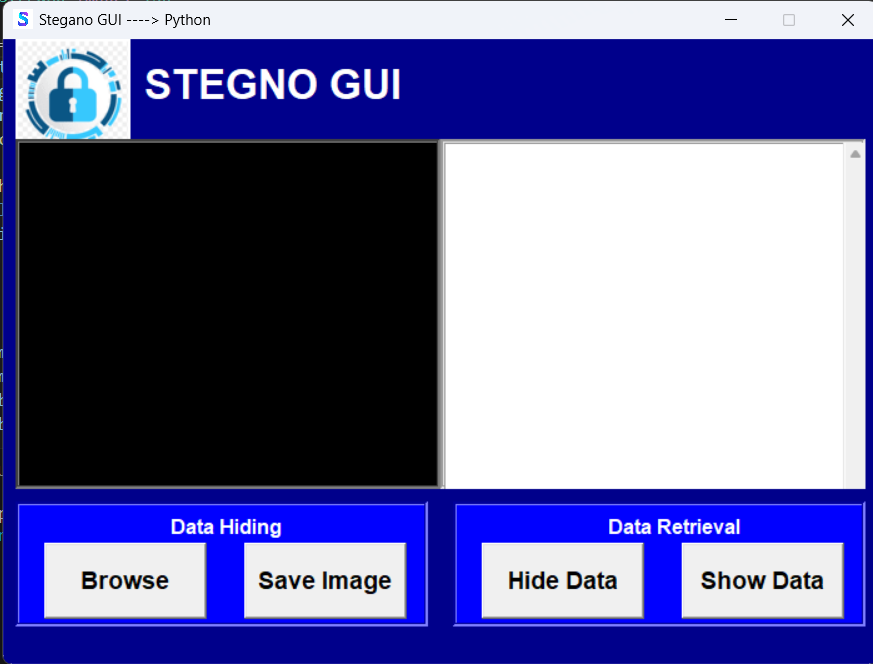 Stegano GUI ----> Python
STEGNO GUI
Data Hiding
Browse
Save Image
Data Retrieval
Hide Data
Show Data